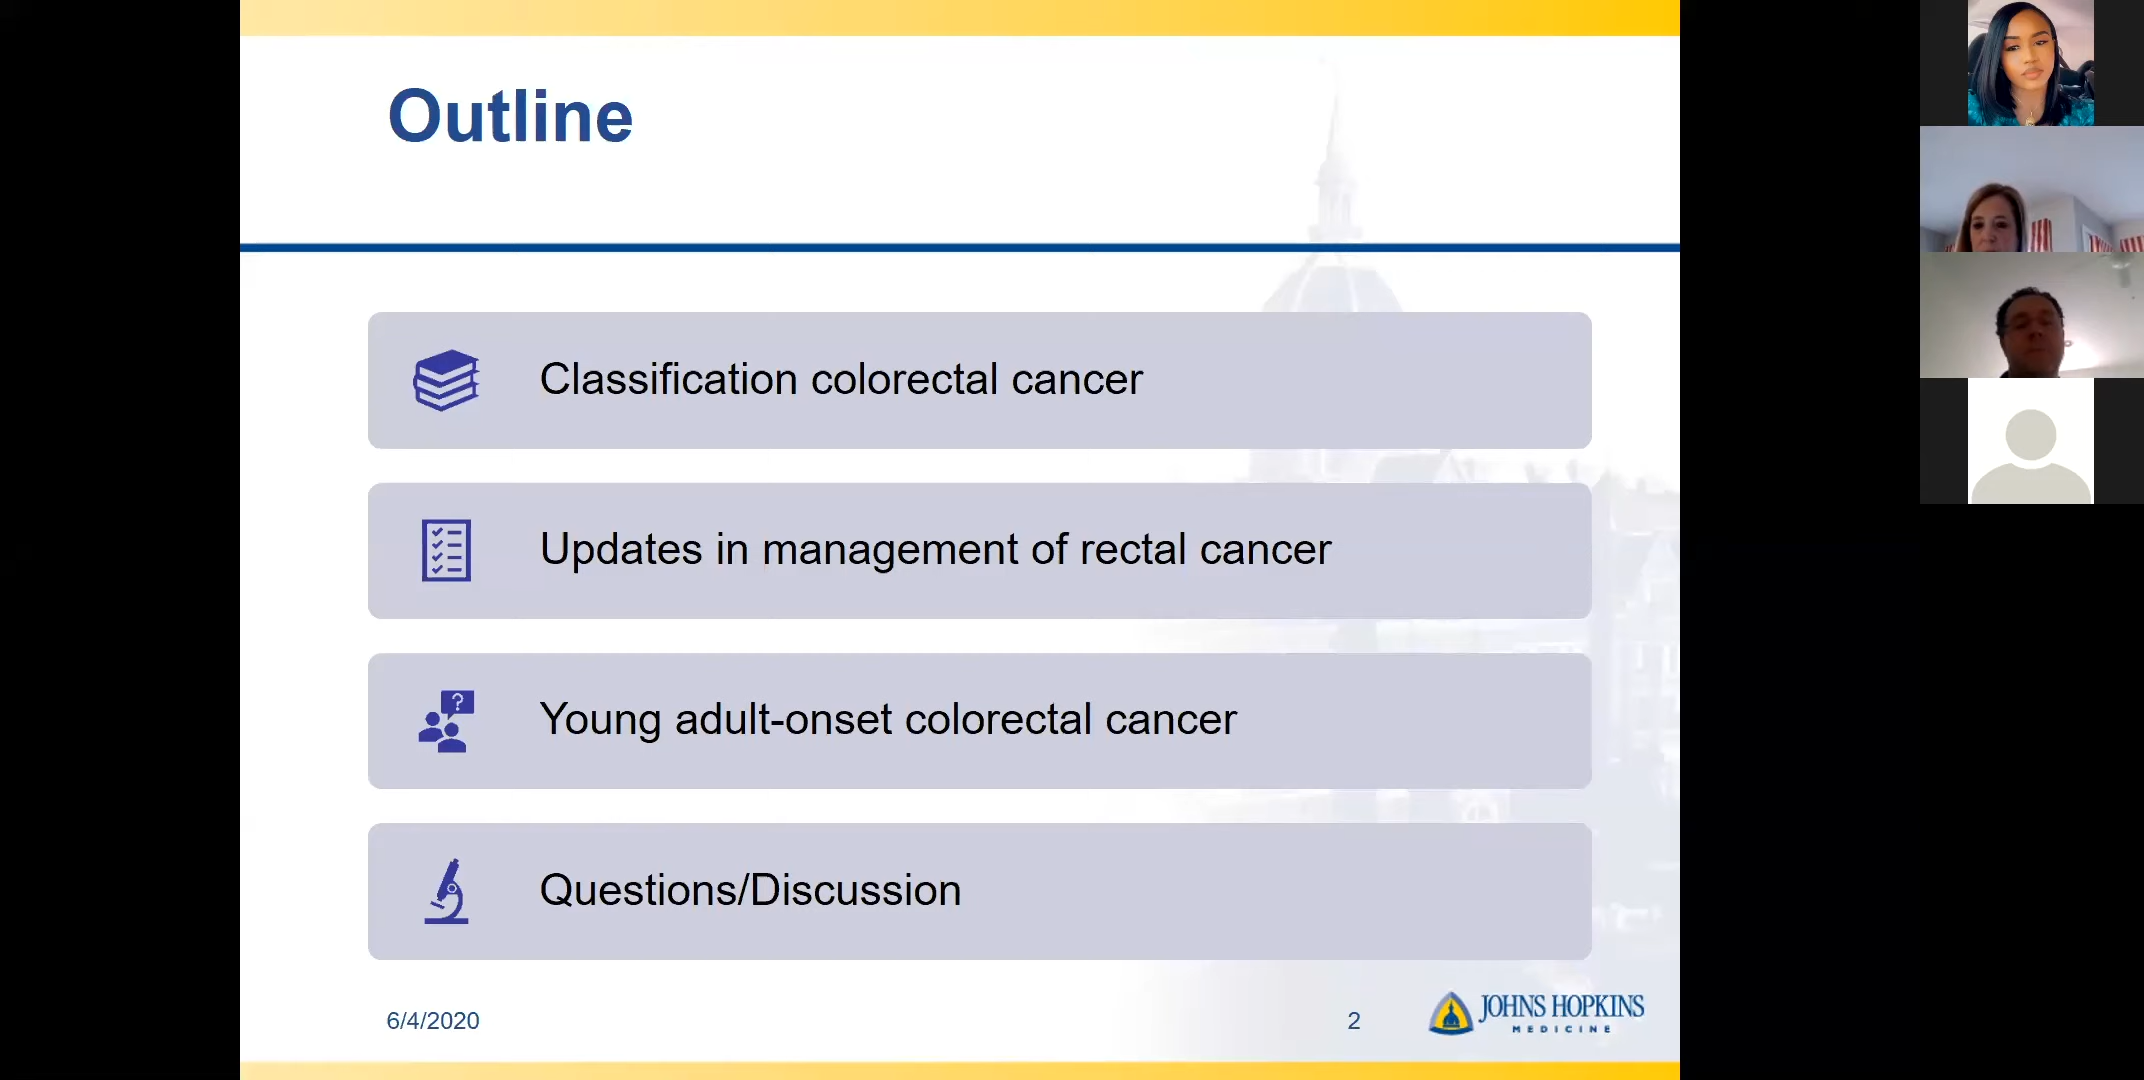 Outline
Classification colorectal cancer
Updates in management of rectal cancer
?
Young adult-onset colorectal cancer
Questions/Discussion
6/4/2020
2
JOHNS HOPKINS
MEDICINE